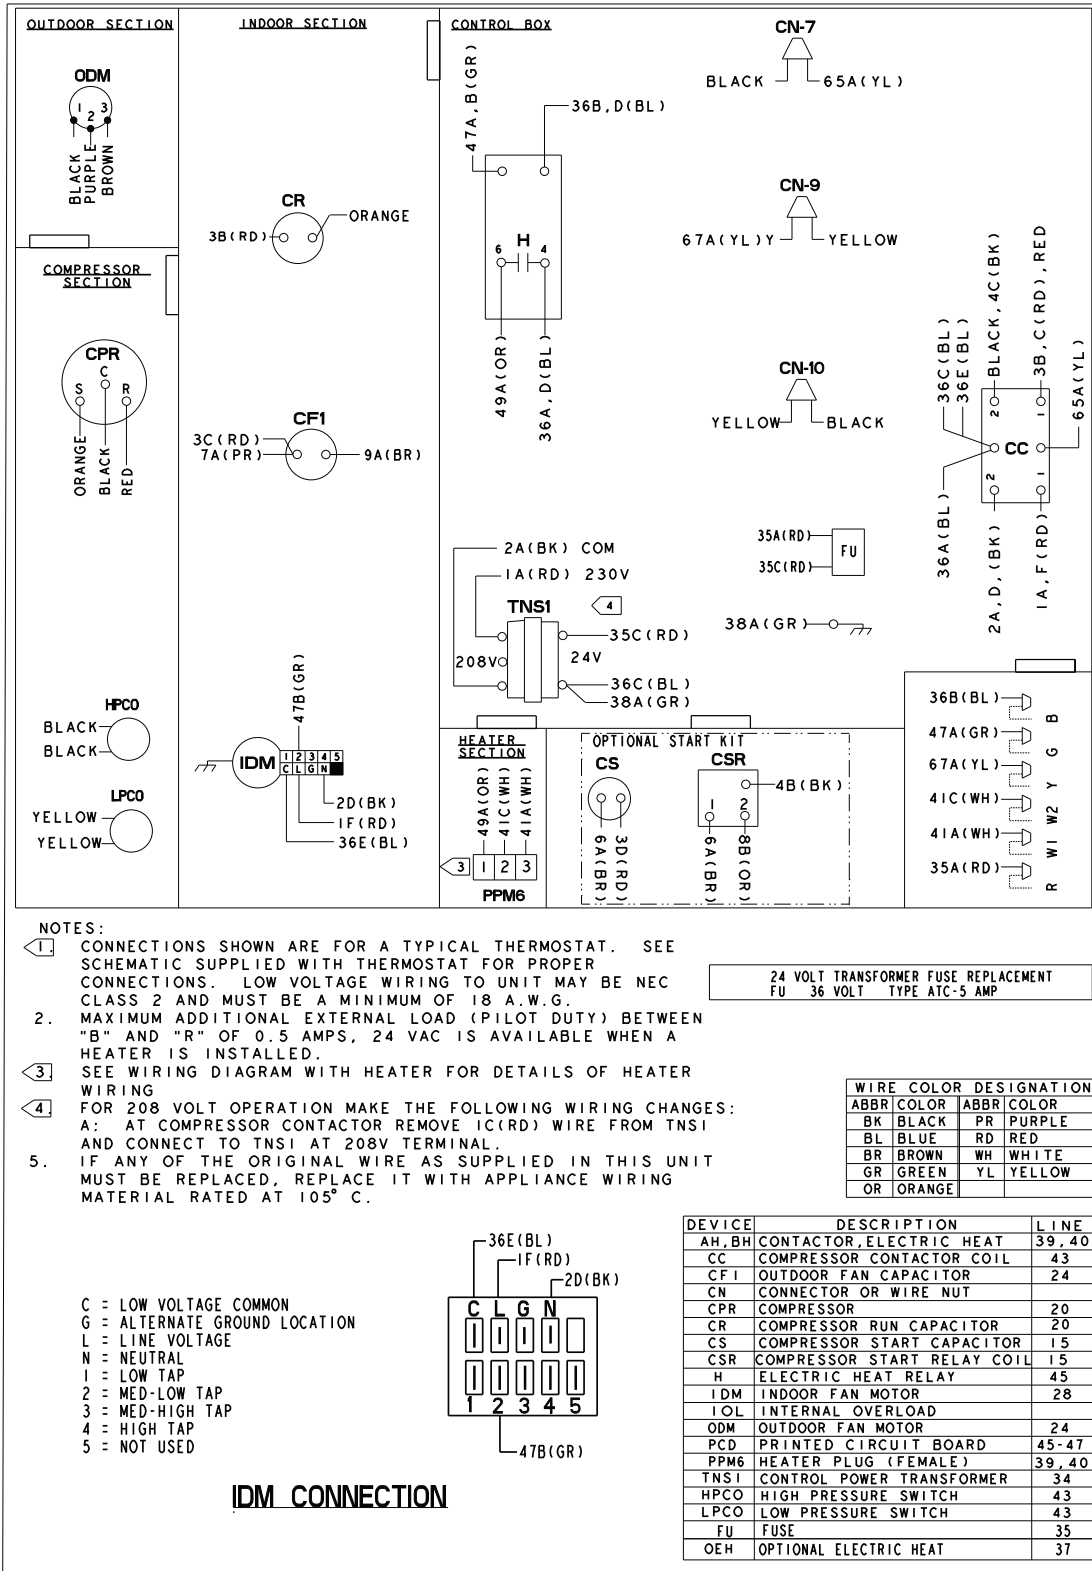 OUTDOOR SECTION
INDOOR SECTION
CONTROL BOX
ODM
1 2 3
BLACK
PURPLE
BROWN
COMPRESSOR
SECTION
CPR
C
S
R
ORANGE
BLACK
RED
HPCO
BLACK
BLACK
LPCO
YELLOW
YELLOW
CR
3B(RD)
ORANGE
CF1
3C(RD)
7A(PR)
9A(BR)
47B(GR)
IDM
1 2 3 4 5
C L G N
2D(BK)
1F(RD)
36E(BL)
47A,B(GR)
36B,D(BL)
H
6
4
49A(OR)
36A,D(BL)
CN-7
BLACK
65A(YL)
CN-9
67A(YL)Y
YELLOW
CN-10
YELLOW
BLACK
36C(BL)
36E(BL)
BLACK,4C(BK)
3B,C(RD),RED
65A(YL)
2
1
CC
2
1
36A(BL)
2A,D,(BK)
1A,F(RD)
35A(RD)
35C(RD)
FU
38A(GR)
2A(BK) COM
1A(RD) 230V
TNS1
4
35C(RD)
208V
24V
36C(BL)
38A(GR)
HEATER
SECTION
49A(OR)
41C(WH)
41A(WH)
3
1 2 3
PPM6
OPTIONAL START KIT
CS
6A(BR)
3D(RD)
CSR
4B(BK)
1
2
6A(BR)
8B(OR)
36B(BL)
B
47A(GR)
G
67A(YL)
Y
41C(WH)
W2
41A(WH)
W1
35A(RD)
R
NOTES:
1. CONNECTIONS SHOWN ARE FOR A TYPICAL THERMOSTAT. SEE
SCHEMATIC SUPPLIED WITH THERMOSTAT FOR PROPER
CONNECTIONS. LOW VOLTAGE WIRING TO UNIT MAY BE NEC
CLASS 2 AND MUST BE A MINIMUM OF 18 A.W.G.
2. MAXIMUM ADDITIONAL EXTERNAL LOAD (PILOT DUTY) BETWEEN
"B" AND "R" OF 0.5 AMPS, 24 VAC IS AVAILABLE WHEN A
HEATER IS INSTALLED.
3. SEE WIRING DIAGRAM WITH HEATER FOR DETAILS OF HEATER
WIRING
4. FOR 208 VOLT OPERATION MAKE THE FOLLOWING WIRING CHANGES:
A: AT COMPRESSOR CONTACTOR REMOVE 1C(RD) WIRE FROM TNS1
AND CONNECT TO TNS1 AT 208V TERMINAL.
5. IF ANY OF THE ORIGINAL WIRE AS SUPPLIED IN THIS UNIT
MUST BE REPLACED, REPLACE IT WITH APPLIANCE WIRING
MATERIAL RATED AT 105° C.
24 VOLT TRANSFORMER FUSE REPLACEMENT
FU 36 VOLT TYPE ATC-5 AMP
WIRE COLOR DESIGNATION
ABBR COLOR ABBR COLOR
BK BLACK PR PURPLE
BL BLUE RD RED
BR BROWN WH WHITE
GR GREEN YL YELLOW
OR ORANGE
C = LOW VOLTAGE COMMON
G = ALTERNATE GROUND LOCATION
L = LINE VOLTAGE
N = NEUTRAL
1 = LOW TAP
2 = MED-LOW TAP
3 = MED-HIGH TAP
4 = HIGH TAP
5 = NOT USED
36E(BL)
1F(RD)
2D(BK)
C L G N
1 2 3 4 5
47B(GR)
IDM CONNECTION
DEVICE DESCRIPTION LINE
AH,BH CONTACTOR,ELECTRIC HEAT 39,40
CC COMPRESSOR CONTACTOR COIL 43
CF1 OUTDOOR FAN CAPACITOR 24
CN CONNECTOR OR WIRE NUT
CPR COMPRESSOR 20
CR COMPRESSOR RUN CAPACITOR 20
CS COMPRESSOR START CAPACITOR 15
CSR COMPRESSOR START RELAY COIL 15
H ELECTRIC HEAT RELAY 45
IDM INDOOR FAN MOTOR 28
IOL INTERNAL OVERLOAD
ODM OUTDOOR FAN MOTOR 24
PCD PRINTED CIRCUIT BOARD 45-47
PPM6 HEATER PLUG (FEMALE) 39,40
TNS1 CONTROL POWER TRANSFORMER 34
HPCO HIGH PRESSURE SWITCH 43
LPCO LOW PRESSURE SWITCH 43
FU FUSE 35
OEH OPTIONAL ELECTRIC HEAT 37